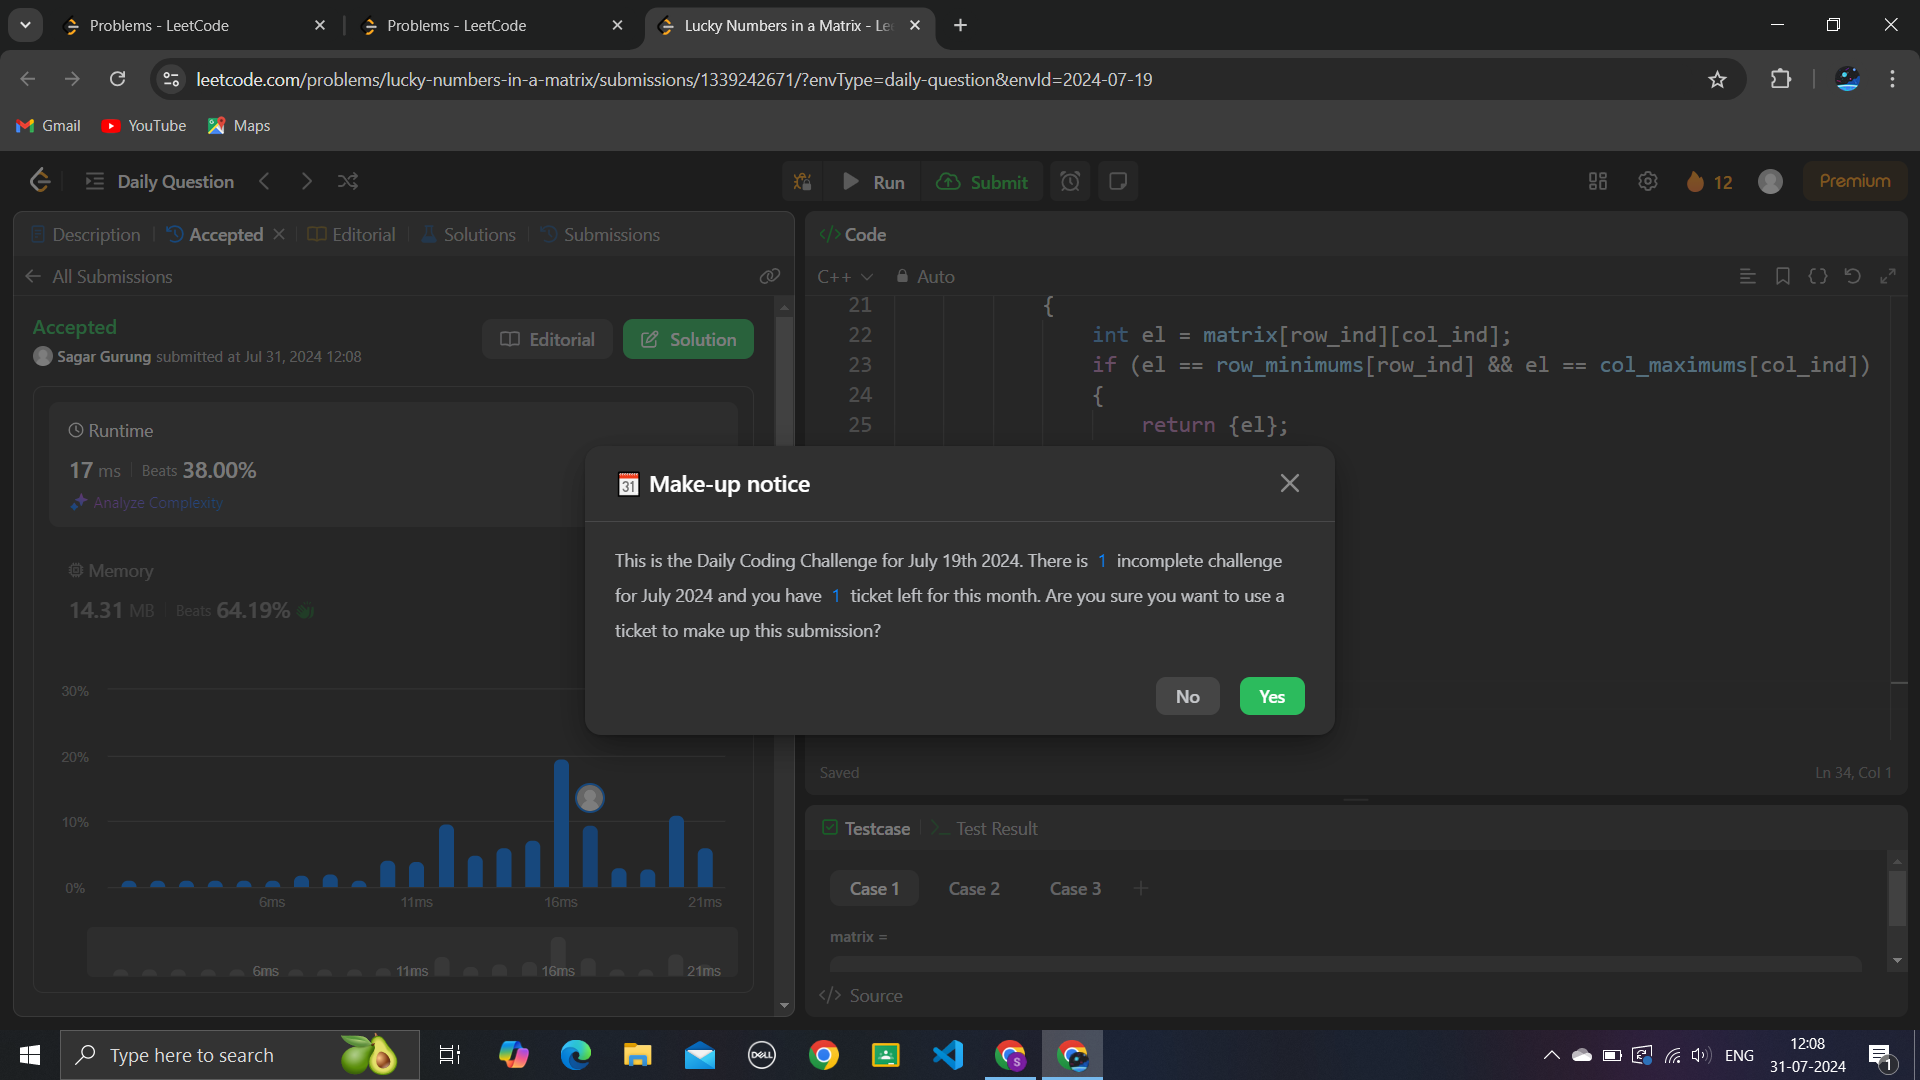 Problems - LeetCode
Problems - LeetCode
Lucky Numbers in a Matrix - Le
leetcode.com/problems/lucky-numbers-in-a-matrix/submissions/1339242671/?envType=daily-question&envId=2024-07-19
Gmail YouTube Maps
Daily Question
Run Submit
12
Premium
Description Accepted Editorial Solutions Submissions
All Submissions
Accepted
Sagar Gurung submitted at Jul 31, 2024 12:08
Editorial Solution
Runtime
17 ms Beats 38.00%
Analyze Complexity
Memory
14.31 MB Beats 64.19%
30%
20%
10%
0%
6ms 11ms 16ms 21ms
6ms 11ms 16ms 21ms
</> Code
C++ Auto
21 {
22 int el = matrix[row_ind][col_ind];
23 if (el == row_minimums[row_ind] && el == col_maximums[col_ind])
24 {
25 return {el};
31 Make-up notice
This is the Daily Coding Challenge for July 19th 2024. There is 1 incomplete challenge
for July 2024 and you have 1 ticket left for this month. Are you sure you want to use a
ticket to make up this submission?
No Yes
Saved Ln 34, Col 1
Testcase Test Result
Case 1 Case 2 Case 3 +
matrix =
</> Source
Type here to search
DELL
S
ENG
12:08
31-07-2024
1